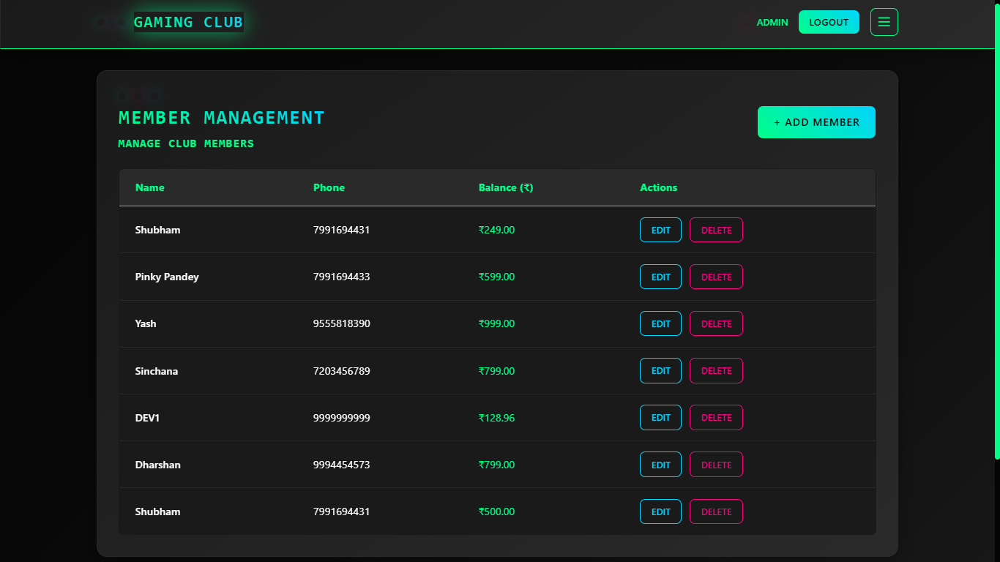 GAMING CLUB ADMIN LOGOUT
MEMBER MANAGEMENT
+ ADD MEMBER
MANAGE CLUB MEMBERS
Name Phone Balance (₹) Actions
Shubham 7991694431 ₹249.00 EDIT DELETE
Pinky Pandey 7991694433 ₹599.00 EDIT DELETE
Yash 9555818390 ₹999.00 EDIT DELETE
Sinchana 7203456789 ₹799.00 EDIT DELETE
DEV1 9999999999 ₹128.96 EDIT DELETE
Dharshan 9994454573 ₹799.00 EDIT DELETE
Shubham 7991694431 ₹500.00 EDIT DELETE